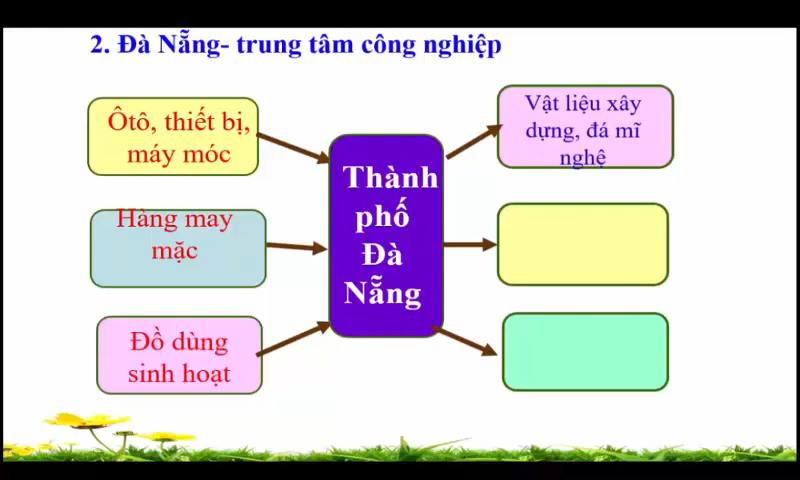 2. Đà Nẵng- trung tâm công nghiệp
Ôtô, thiết bị,
máy móc
Hàng may
mặc
Đồ dùng
sinh hoạt
Thành
phố
Đà
Nẵng
Vật liệu xây
dựng, đá mĩ
nghệ